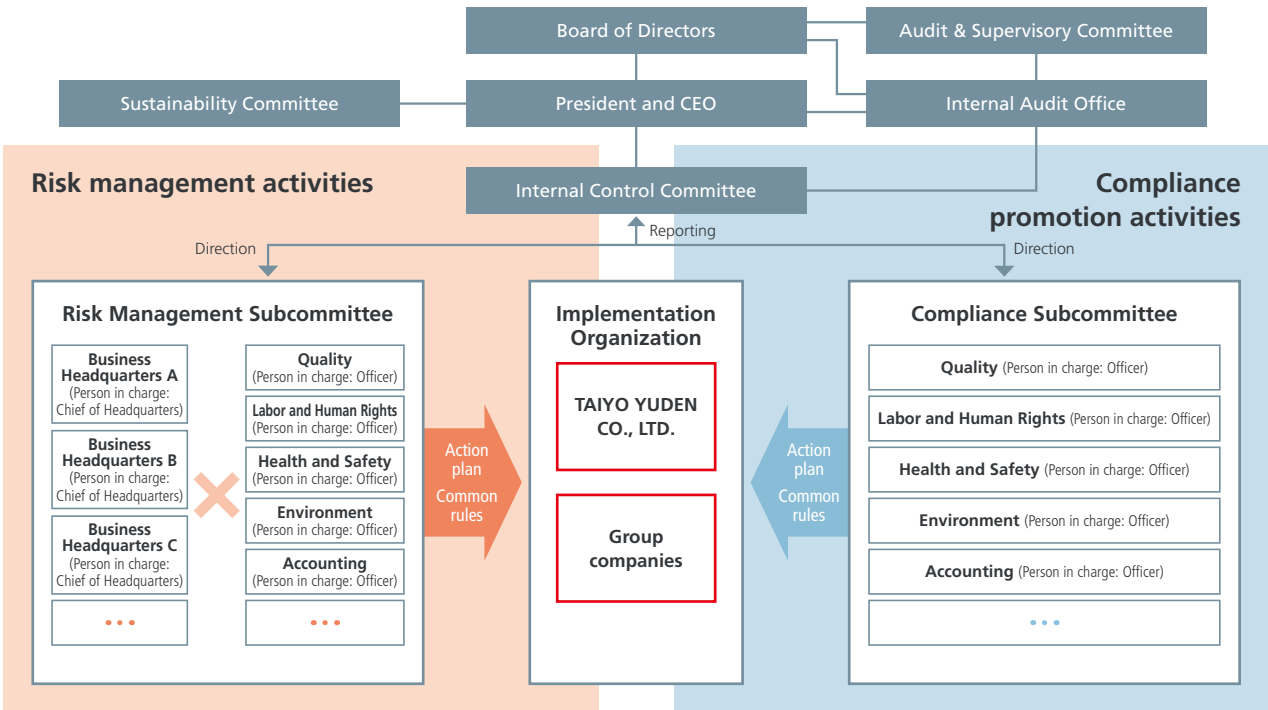 Board of Directors
Audit & Supervisory Committee
Sustainability Committee
President and CEO
Internal Audit Office
Risk management activities
Internal Control Committee
Compliance
promotion activities
Reporting
Direction
Direction
Risk Management Subcommittee
Business
Headquarters A
(Person in charge:
Chief of Headquarters)
Business
Headquarters B
(Person in charge:
Chief of Headquarters)
Business
Headquarters C
(Person in charge:
Chief of Headquarters)
•••
Quality
(Person in charge: Officer)
Labor and Human Rights
(Person in charge: Officer)
Health and Safety
(Person in charge: Officer)
Environment
(Person in charge: Officer)
Accounting
(Person in charge: Officer)
•••
Action
plan
Common
rules
Implementation
Organization
TAIYO YUDEN
CO., LTD.
Group
companies
Action
plan
Common
rules
Compliance Subcommittee
Quality (Person in charge: Officer)
Labor and Human Rights (Person in charge: Officer)
Health and Safety (Person in charge: Officer)
Environment (Person in charge: Officer)
Accounting (Person in charge: Officer)
•••